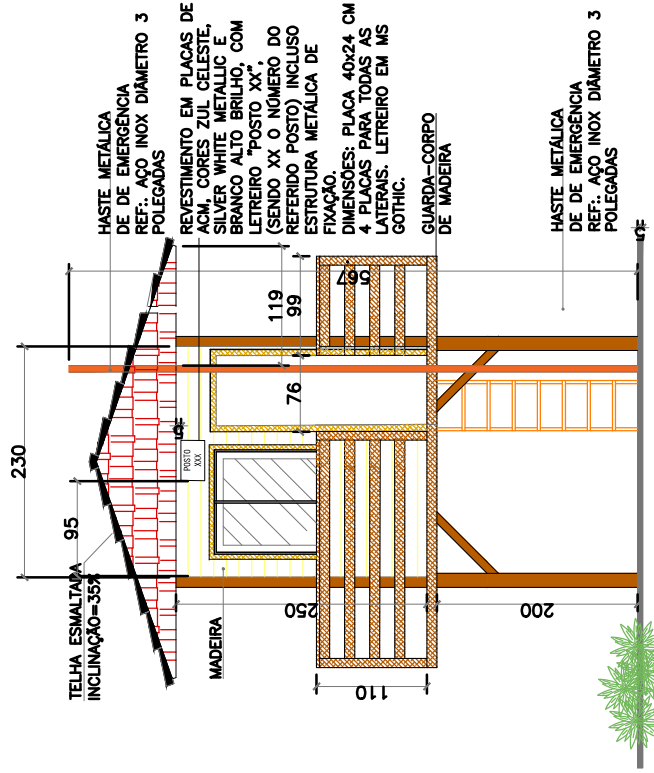 HASTE METÁLICA
DE DE EMERGÊNCIA
REF:. AÇO INOX DIÂMETRO 3
POLEGADAS
REVESTIMENTO EM PLACAS DE
ACM, CORES ZUL CELESTE,
SILVER WHITE METALLIC E
BRANCO ALTO BRILHO, COM
LETREIRO "POSTO XX",
(SENDO XX O NÚMERO DO
REFERIDO POSTO) INCLUSO
ESTRUTURA METÁLICA DE
FIXAÇÃO.
DIMENSÕES: PLACA 40x24 CM
4 PLACAS PARA TODAS AS
LATERAIS. LETREIRO EM MS
GOTHIC.
GUARDA-CORPO
DE MADEIRA
HASTE METÁLICA
DE DE EMERGÊNCIA
REF:. AÇO INOX DIÂMETRO 3
POLEGADAS
119
99
567
76
230
95
POSTO
XXX
TELHA ESMALTADA
INCLINAÇÃO=35%
MADEIRA
250
200
110